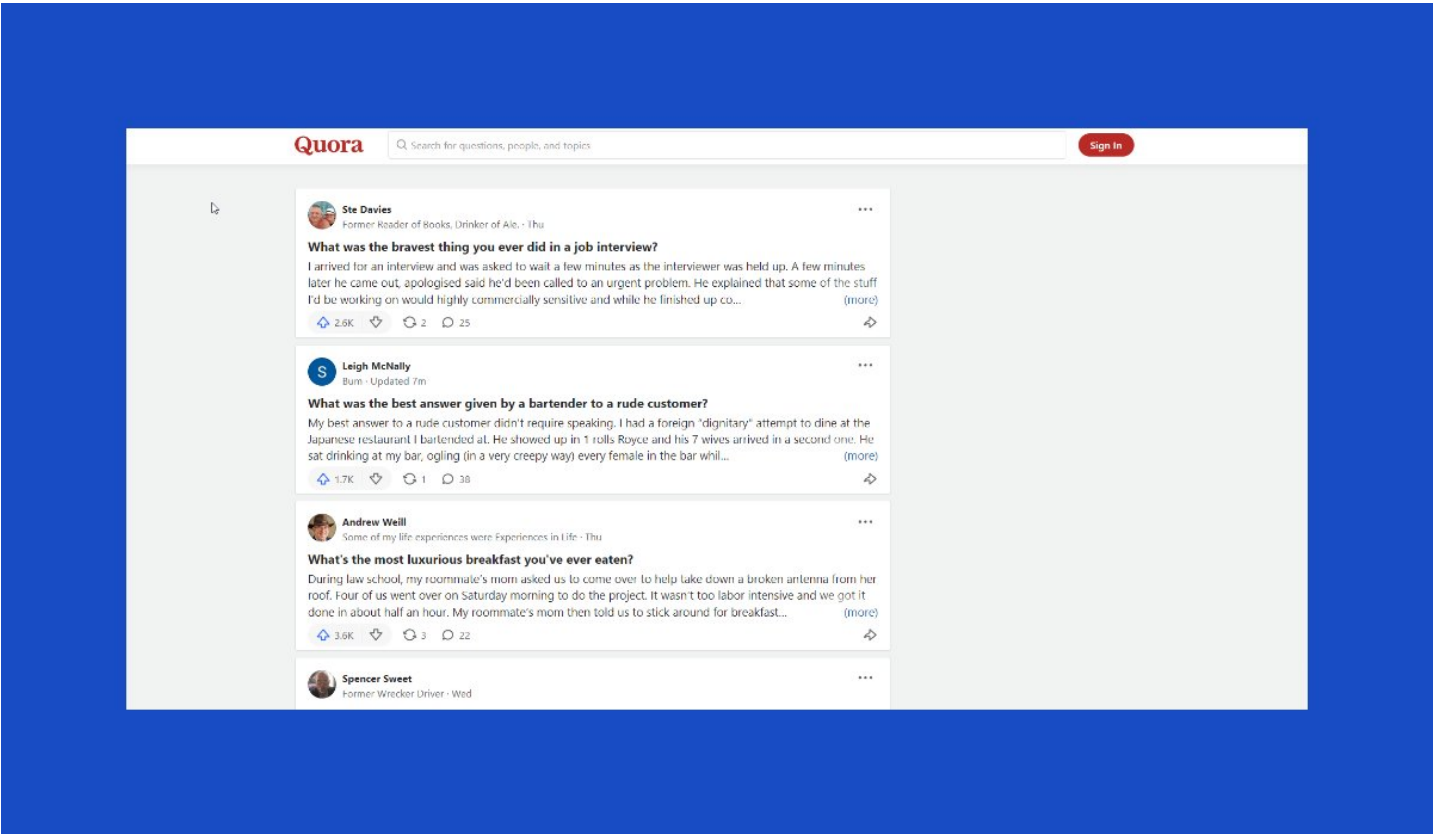 Quora
Search for questions, people, and topics
Sign In
Ste Davies
Former Reader of Books, Drinker of Ale. · Thu
What was the bravest thing you ever did in a job interview?
I arrived for an interview and was asked to wait a few minutes as the interviewer was held up. A few minutes
later he came out, apologised said he'd been called to an urgent problem. He explained that some of the stuff
I'd be working on would highly commercially sensitive and while he finished up co... (more)
2.6K 2 25
S
Leigh McNally
Bum · Updated 7m
What was the best answer given by a bartender to a rude customer?
My best answer to a rude customer didn't require speaking. I had a foreign "dignitary" attempt to dine at the
Japanese restaurant I bartended at. He showed up in 1 rolls Royce and his 7 wives arrived in a second one. He
sat drinking at my bar, ogling (in a very creepy way) every female in the bar whil... (more)
1.7K 1 38
Andrew Weill
Some of my life experiences were Experiences in Life · Thu
What's the most luxurious breakfast you've ever eaten?
During law school, my roommate's mom asked us to come over to help take down a broken antenna from her
roof. Four of us went over on Saturday morning to do the project. It wasn't too labor intensive and we got it
done in about half an hour. My roommate's mom then told us to stick around for breakfast... (more)
3.6K 3 22
Spencer Sweet
Former Wrecker Driver · Wed